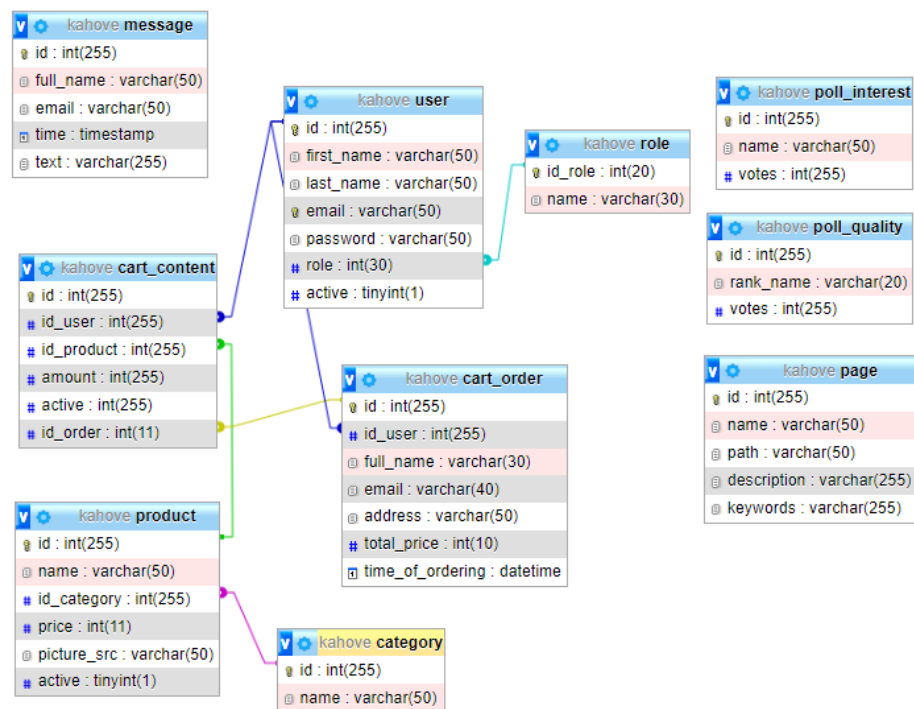 kahove message
id : int(255)
full_name : varchar(50)
email : varchar(50)
time : timestamp
text : varchar(255)
kahove user
id : int(255)
first_name : varchar(50)
last_name : varchar(50)
email : varchar(50)
password : varchar(50)
role : int(30)
active : tinyint(1)
kahove role
id_role : int(20)
name : varchar(30)
kahove poll_interest
id : int(255)
name : varchar(50)
votes : int(255)
kahove poll_quality
id : int(255)
rank_name : varchar(20)
votes : int(255)
kahove cart_content
id : int(255)
id_user : int(255)
id_product : int(255)
amount : int(255)
active : int(255)
id_order : int(11)
kahove cart_order
id : int(255)
id_user : int(255)
full_name : varchar(30)
email : varchar(40)
address : varchar(50)
total_price : int(10)
time_of_ordering : datetime
kahove page
id : int(255)
name : varchar(50)
path : varchar(50)
description : varchar(255)
keywords : varchar(255)
kahove product
id : int(255)
name : varchar(50)
id_category : int(255)
price : int(11)
picture_src : varchar(50)
active : tinyint(1)
kahove category
id : int(255)
name : varchar(50)